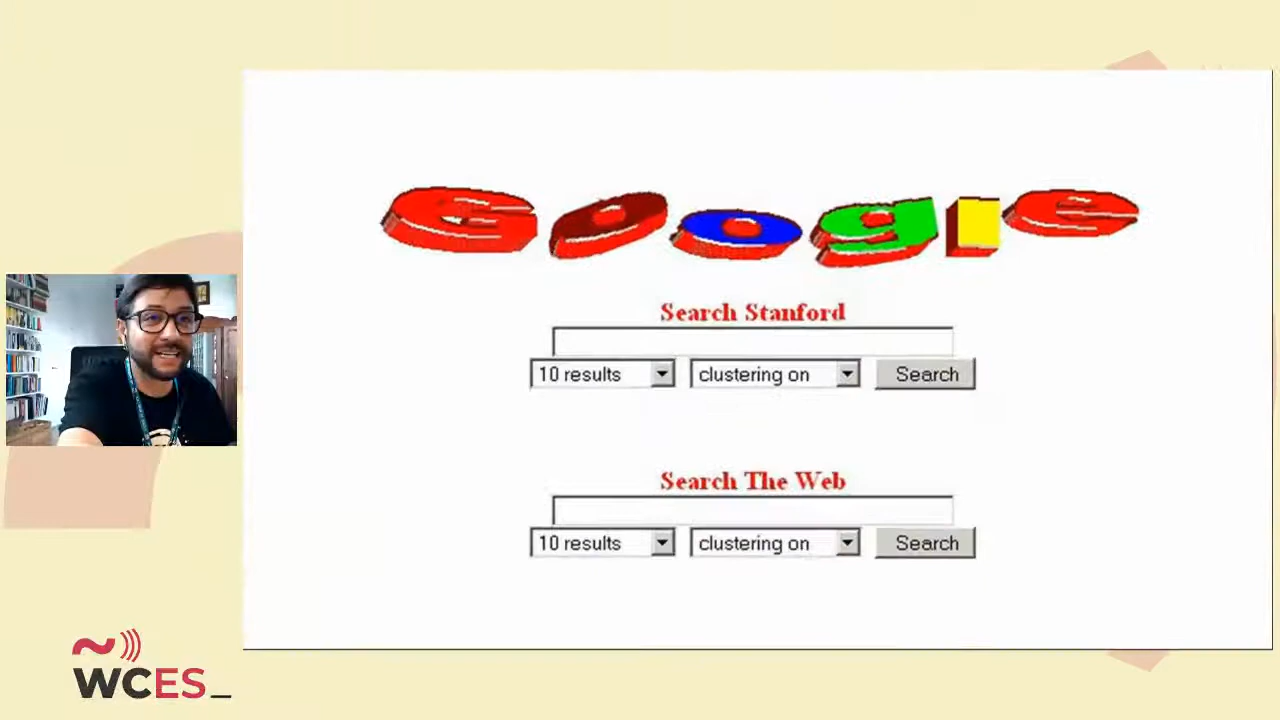 Google
Search Stanford
10 results clustering on Search
Search The Web
10 results clustering on Search
WCES_